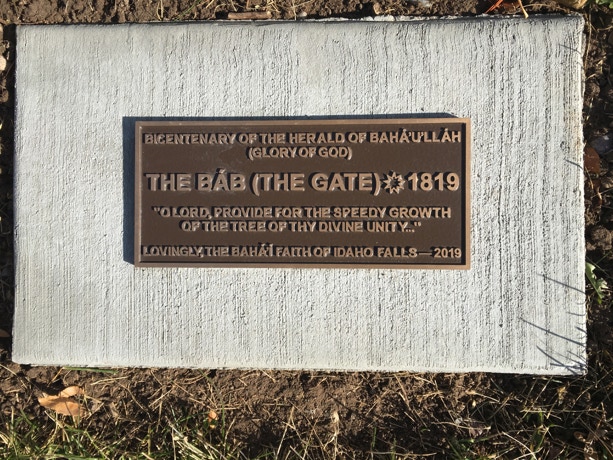 BICENTENARY OF THE HERALD OF BAHÁ'U'LLÁH
(GLORY OF GOD)
THE BÁB (THE GATE) ✹ 1819
"O LORD, PROVIDE FOR THE SPEEDY GROWTH
OF THE TREE OF THY DIVINE UNITY..."
LOVINGLY, THE BAHÁ'Í FAITH OF IDAHO FALLS — 2019